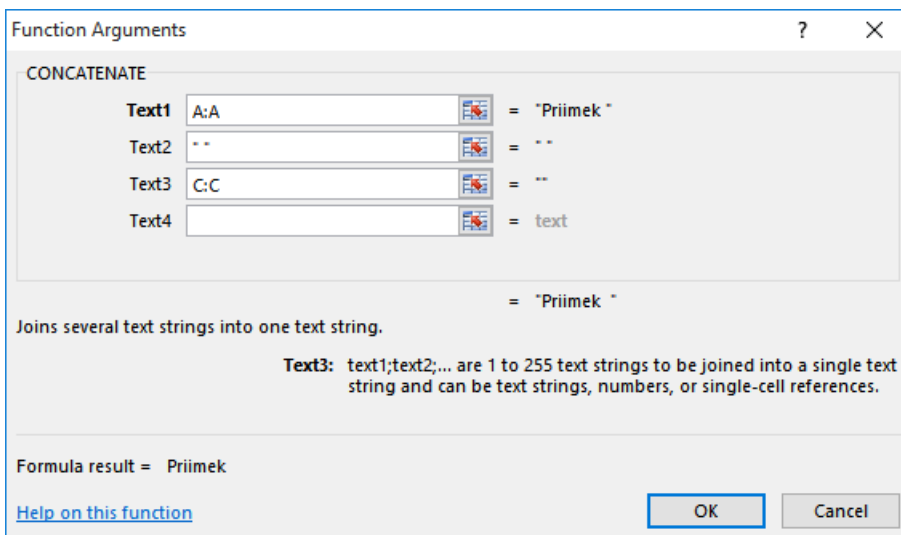 Function Arguments ? ×
CONCATENATE
Text1 A:A = "Priimek "
Text2 " " = " "
Text3 C:C = ""
Text4 = text
= "Priimek  "
Joins several text strings into one text string.
Text3: text1;text2;... are 1 to 255 text strings to be joined into a single text
string and can be text strings, numbers, or single-cell references.
Formula result = Priimek
Help on this function OK Cancel